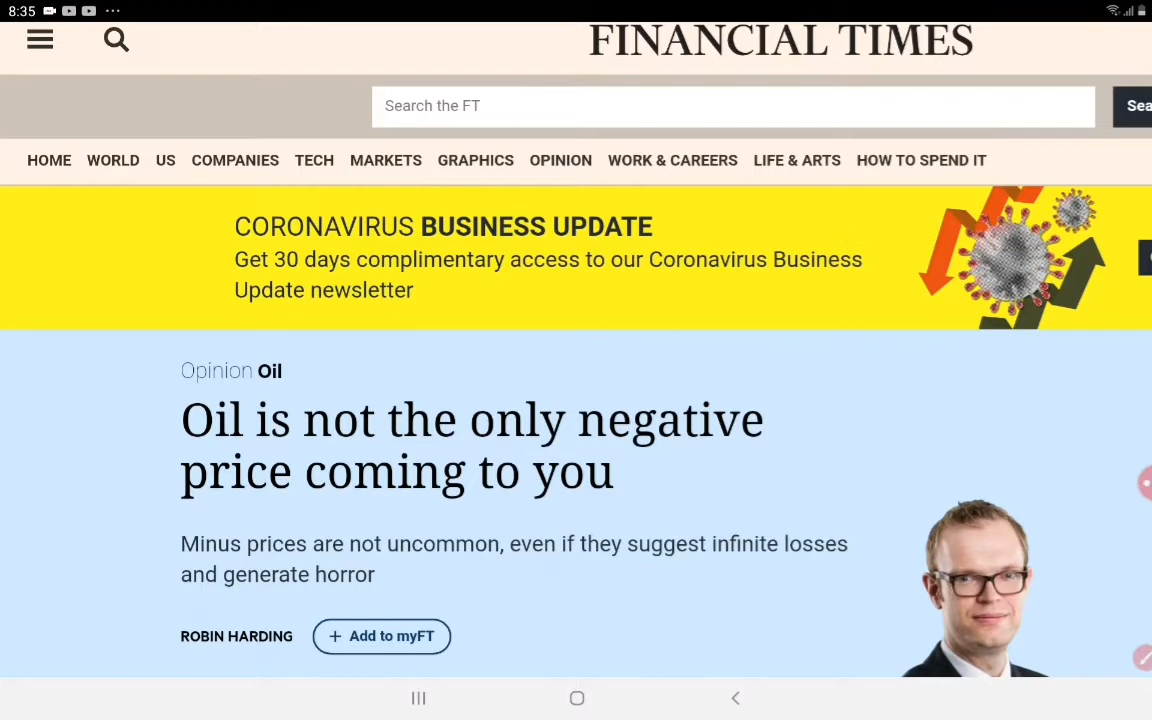 8:35
FINANCIAL TIMES
Search the FT
Sea
HOME WORLD US COMPANIES TECH MARKETS GRAPHICS OPINION WORK & CAREERS LIFE & ARTS HOW TO SPEND IT
CORONAVIRUS BUSINESS UPDATE
Get 30 days complimentary access to our Coronavirus Business
Update newsletter
Opinion Oil
Oil is not the only negative
price coming to you
Minus prices are not uncommon, even if they suggest infinite losses
and generate horror
ROBIN HARDING + Add to myFT